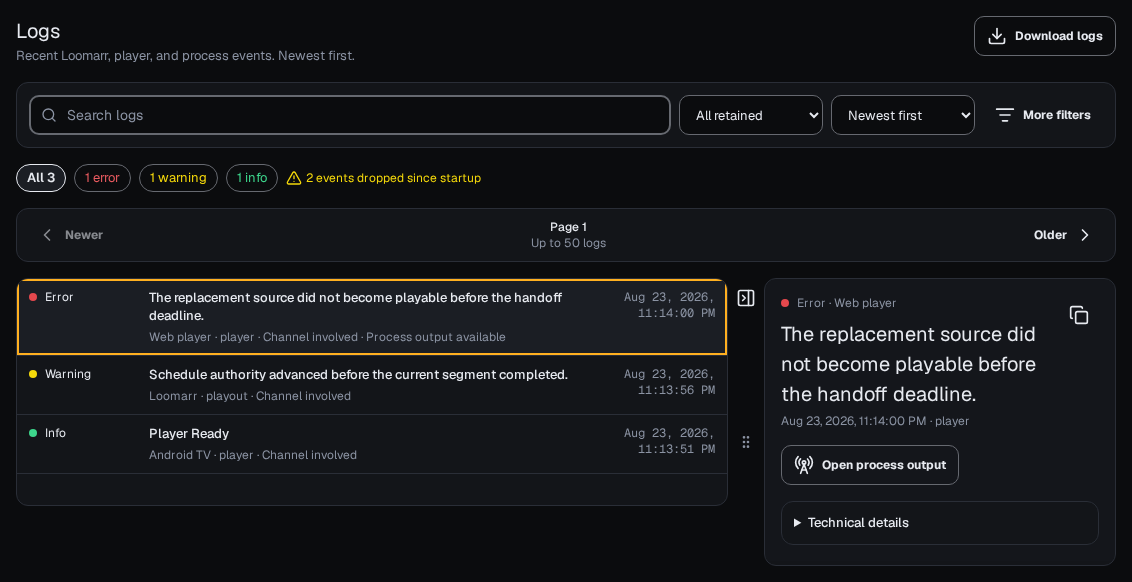 Logs
Recent Loomarr, player, and process events. Newest first.
Download logs
Search logs
All retained
Newest first
More filters
All 3
1 error
1 warning
1 info
2 events dropped since startup
Newer
Page 1
Up to 50 logs
Older
Error
The replacement source did not become playable before the handoff
deadline.
Web player · player · Channel involved · Process output available
Aug 23, 2026,
11:14:00 PM
Warning
Schedule authority advanced before the current segment completed.
Loomarr · playout · Channel involved
Aug 23, 2026,
11:13:56 PM
Info
Player Ready
Android TV · player · Channel involved
Aug 23, 2026,
11:13:51 PM
Error · Web player
The replacement source did
not become playable before
the handoff deadline.
Aug 23, 2026, 11:14:00 PM · player
Open process output
Technical details